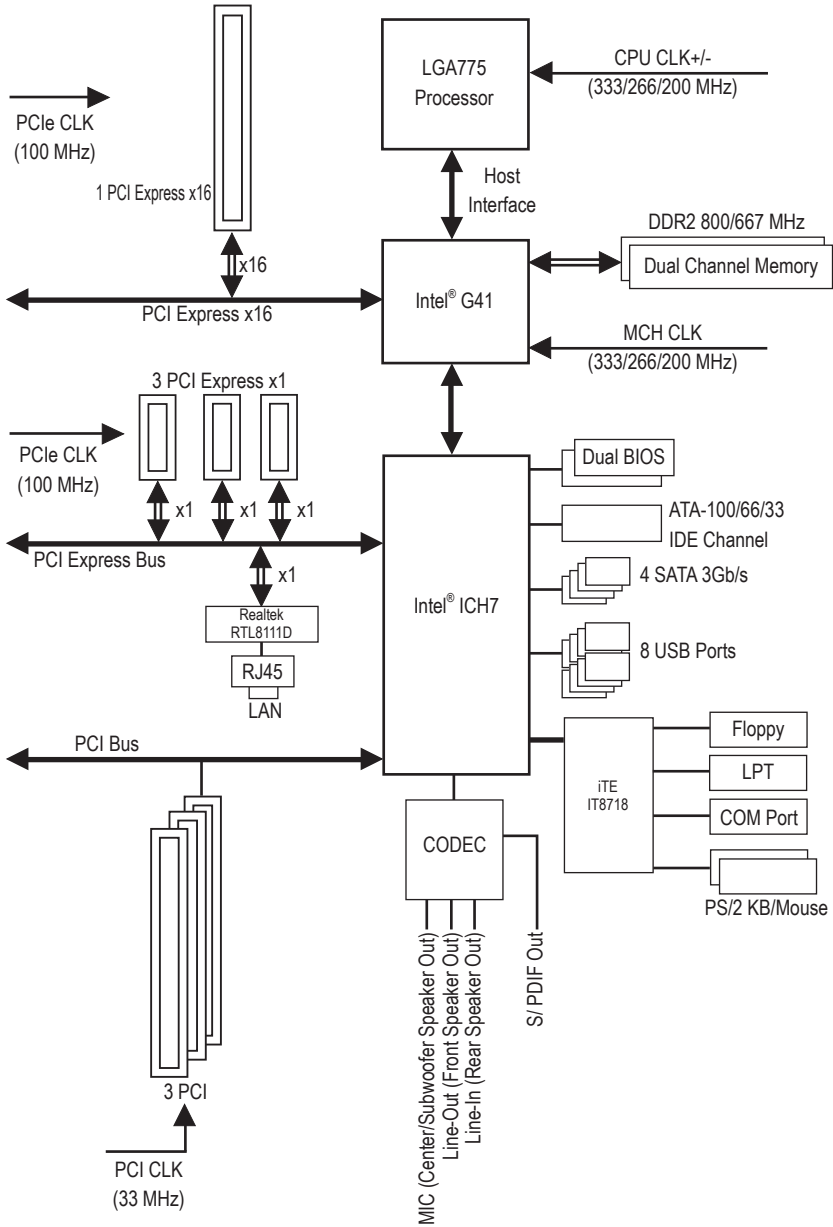 LGA775
Processor
CPU CLK+/-
(333/266/200 MHz)
PCIe CLK
(100 MHz)
1 PCI Express x16
Host
Interface
x16
PCI Express x16
Intel® G41
DDR2 800/667 MHz
Dual Channel Memory
MCH CLK
(333/266/200 MHz)
3 PCI Express x1
PCIe CLK
(100 MHz)
x1
x1
x1
PCI Express Bus
x1
Realtek
RTL8111D
RJ45
LAN
Intel® ICH7
Dual BIOS
ATA-100/66/33
IDE Channel
4 SATA 3Gb/s
8 USB Ports
PCI Bus
iTE
IT8718
Floppy
LPT
COM Port
PS/2 KB/Mouse
CODEC
MIC (Center/Subwoofer Speaker Out)
Line-Out (Front Speaker Out)
Line-In (Rear Speaker Out)
S/ PDIF Out
3 PCI
PCI CLK
(33 MHz)